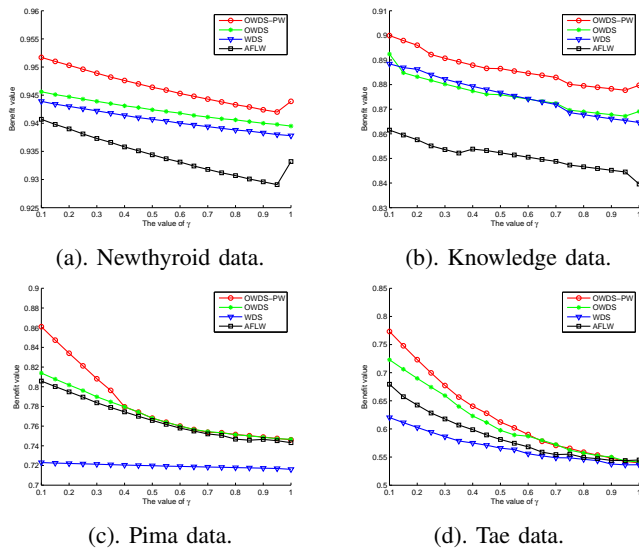 0.96
0.955
0.95
0.945
0.94
0.935
0.93
0.925
Benefit value
0.1 0.2 0.3 0.4 0.5 0.6 0.7 0.8 0.9 1
The value of γ
OWDS−PW
OWDS
WDS
AFLW
(a). Newthyroid data.
0.91
0.9
0.89
0.88
0.87
0.86
0.85
0.84
0.83
Benefit value
0.1 0.2 0.3 0.4 0.5 0.6 0.7 0.8 0.9 1
The value of γ
OWDS−PW
OWDS
WDS
AFLW
(b). Knowledge data.
0.9
0.86
0.82
0.8
0.76
0.72
0.7
Benefit value
0.1 0.2 0.3 0.4 0.5 0.6 0.7 0.8 0.9 1
The value of γ
OWDS−PW
OWDS
WDS
AFLW
(c). Pima data.
0.85
0.8
0.75
0.7
0.65
0.6
0.55
0.5
Benefit value
0.1 0.2 0.3 0.4 0.5 0.6 0.7 0.8 0.9 1
The value of γ
OWDS−PW
OWDS
WDS
AFLW
(d). Tae data.